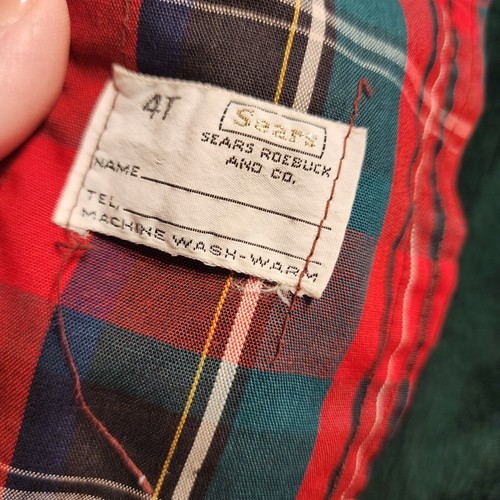 4T
Sears
SEARS ROEBUCK
AND CO.
NAME
TEL.
MACHINE WASH-WARM